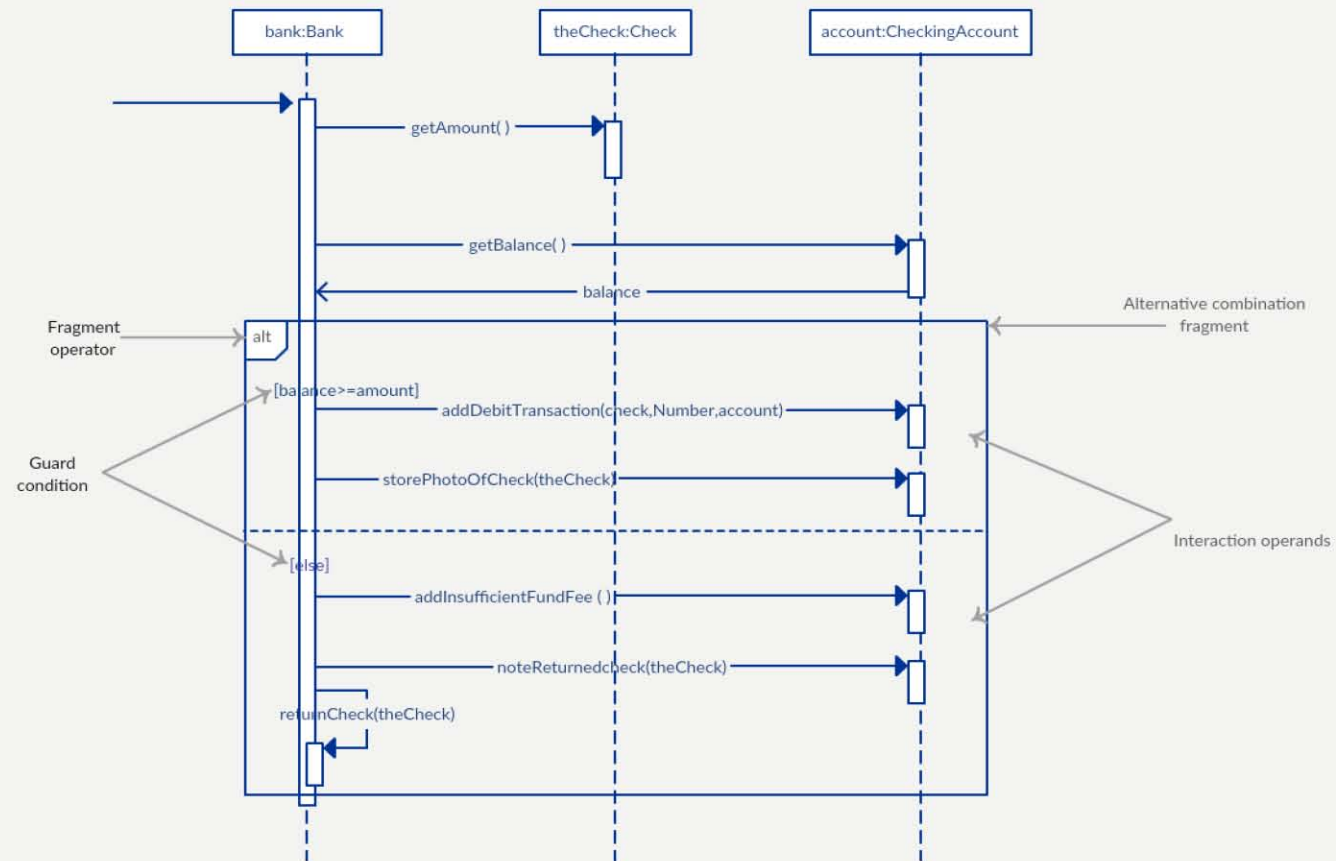 bank:Bank
theCheck:Check
account:CheckingAccount
getAmount( )
getBalance( )
balance
Alternative combination
fragment
Fragment
operator
alt
[balance>=amount]
addDebitTransaction(check,Number,account)
Guard
condition
storePhotoOfCheck(theCheck)
Interaction operands
[else]
addInsufficientFundFee ( )
noteReturnedcheck(theCheck)
returnCheck(theCheck)